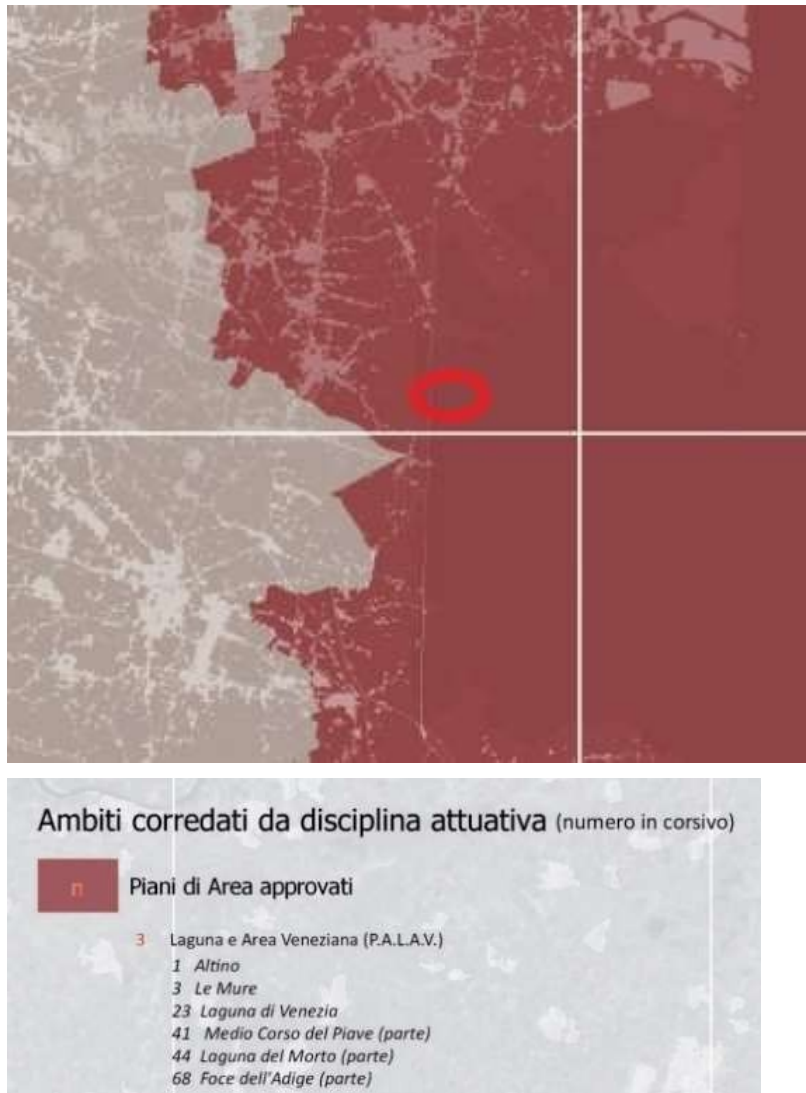 Ambiti corredati da disciplina attuativa (numero in corsivo)
n Piani di Area approvati
3 Laguna e Area Veneziana (P.A.L.A.V.)
1 Altino
3 Le Mure
23 Laguna di Venezia
41 Medio Corso del Piave (parte)
44 Laguna del Morto (parte)
68 Foce dell'Adige (parte)